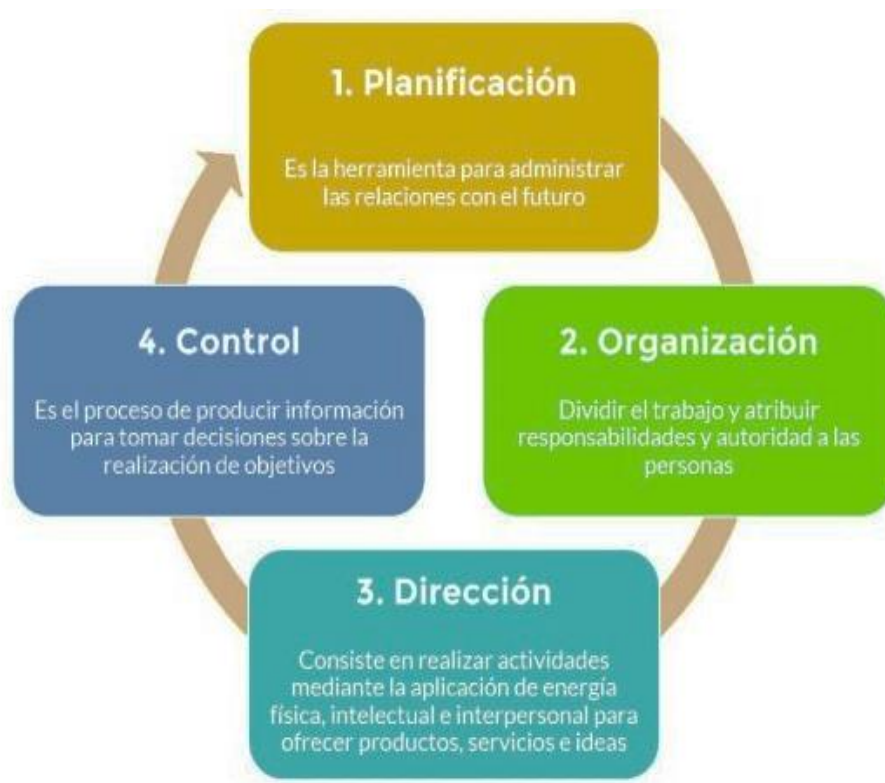 1. Planificación
Es la herramienta para administrar
las relaciones con el futuro
2. Organización
Dividir el trabajo y atribuir
responsabilidades y autoridad a las
personas
3. Dirección
Consiste en realizar actividades
mediante la aplicación de energía
física, intelectual e interpersonal para
ofrecer productos, servicios e ideas
4. Control
Es el proceso de producir información
para tomar decisiones sobre la
realización de objetivos